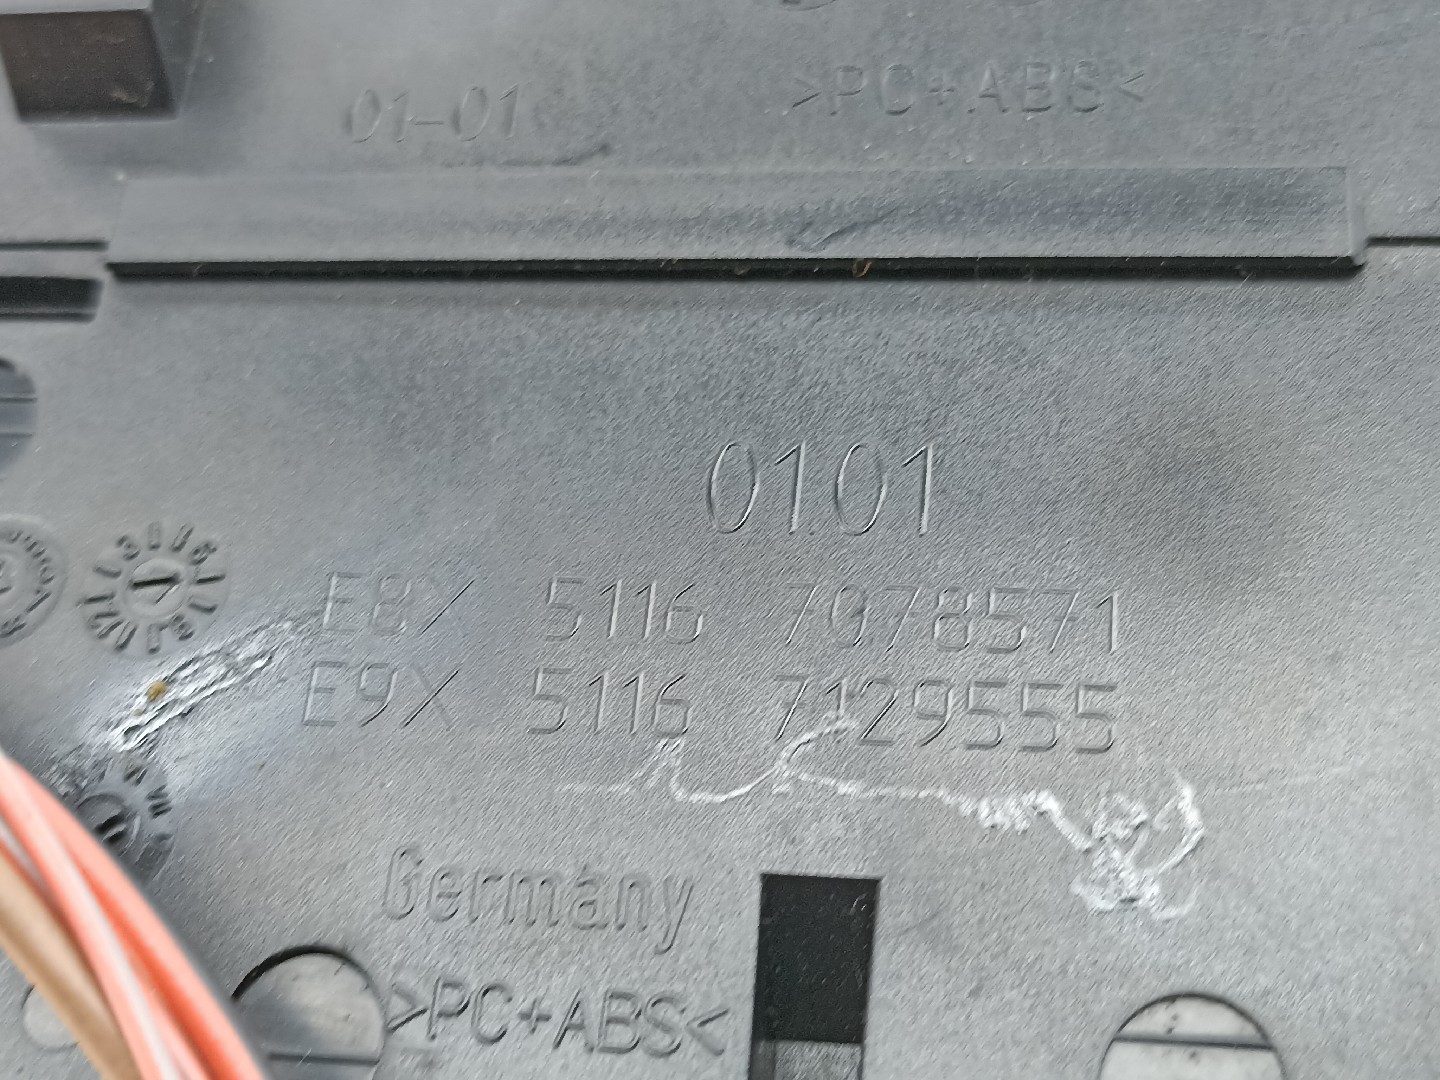 >PC+ABS<
01-01
0101
E8X 5116 7078571
E9X 5116 7129555
Germany
>PC+ABS<